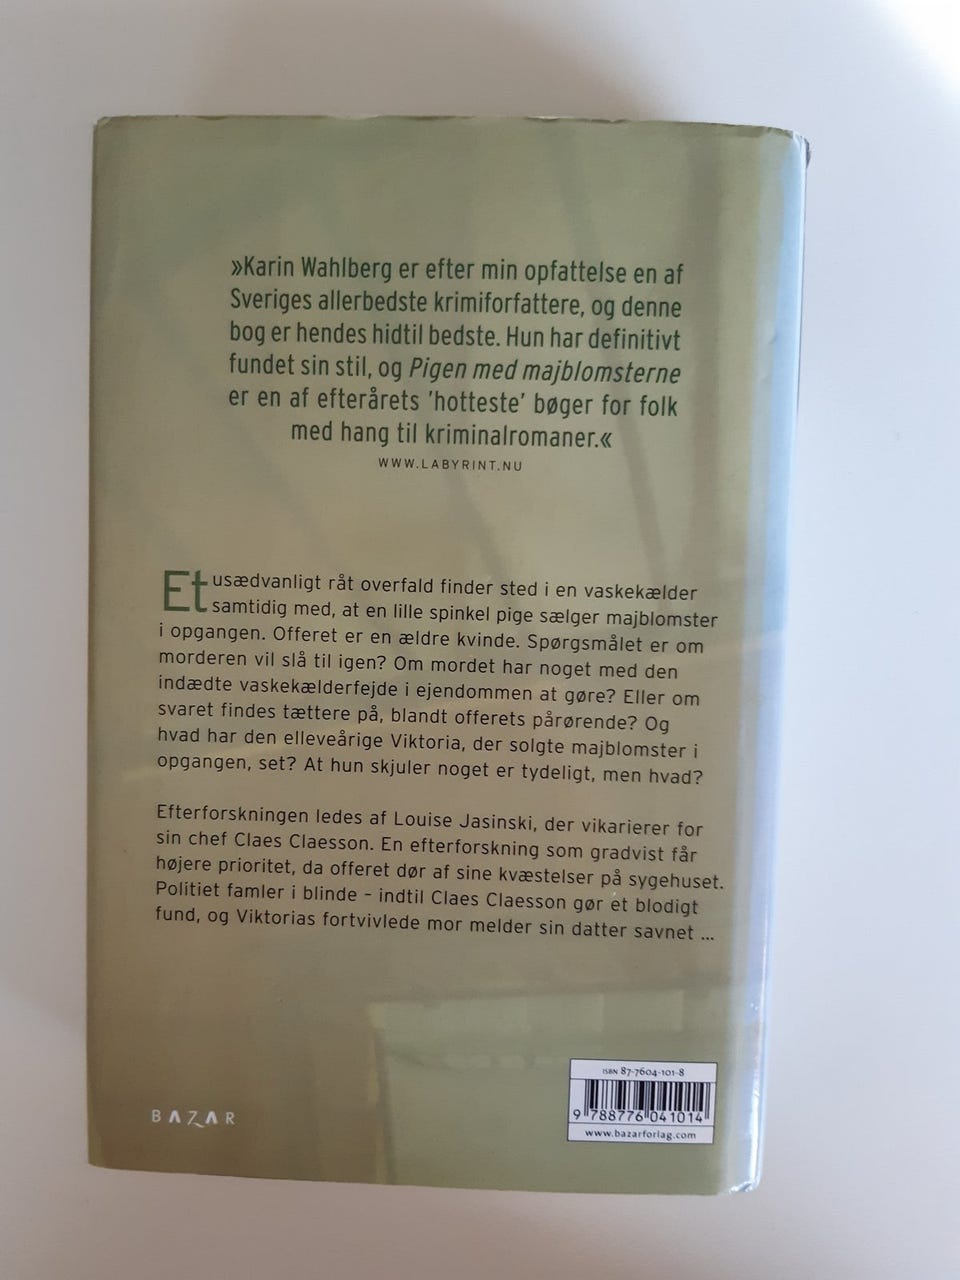 »Karin Wahlberg er efter min opfattelse en af
Sveriges allerbedste krimiforfattere, og denne
bog er hendes hidtil bedste. Hun har definitivt
fundet sin stil, og Pigen med majblomsterne
er en af efterårets 'hotteste' bøger for folk
med hang til kriminalromaner.«
WWW.LABYRINT.NU
Et usædvanligt råt overfald finder sted i en vaskekælder
samtidig med, at en lille spinkel pige sælger majblomster
i opgangen. Offeret er en ældre kvinde. Spørgsmålet er om
morderen vil slå til igen? Om mordet har noget med den
indædte vaskekælderfejde i ejendommen at gøre? Eller om
svaret findes tættere på, blandt offerets pårørende? Og
hvad har den elleveårige Viktoria, der solgte majblomster i
opgangen, set? At hun skjuler noget er tydeligt, men hvad?
Efterforskningen ledes af Louise Jasinski, der vikarierer for
sin chef Claes Claesson. En efterforskning som gradvist får
højere prioritet, da offeret dør af sine kvæstelser på sygehuset.
Politiet famler i blinde – indtil Claes Claesson gør et blodigt
fund, og Viktorias fortvivlede mor melder sin datter savnet ...
BAZAR
ISBN 87-7604-101-8
9 788776 041014
www.bazarforlag.com